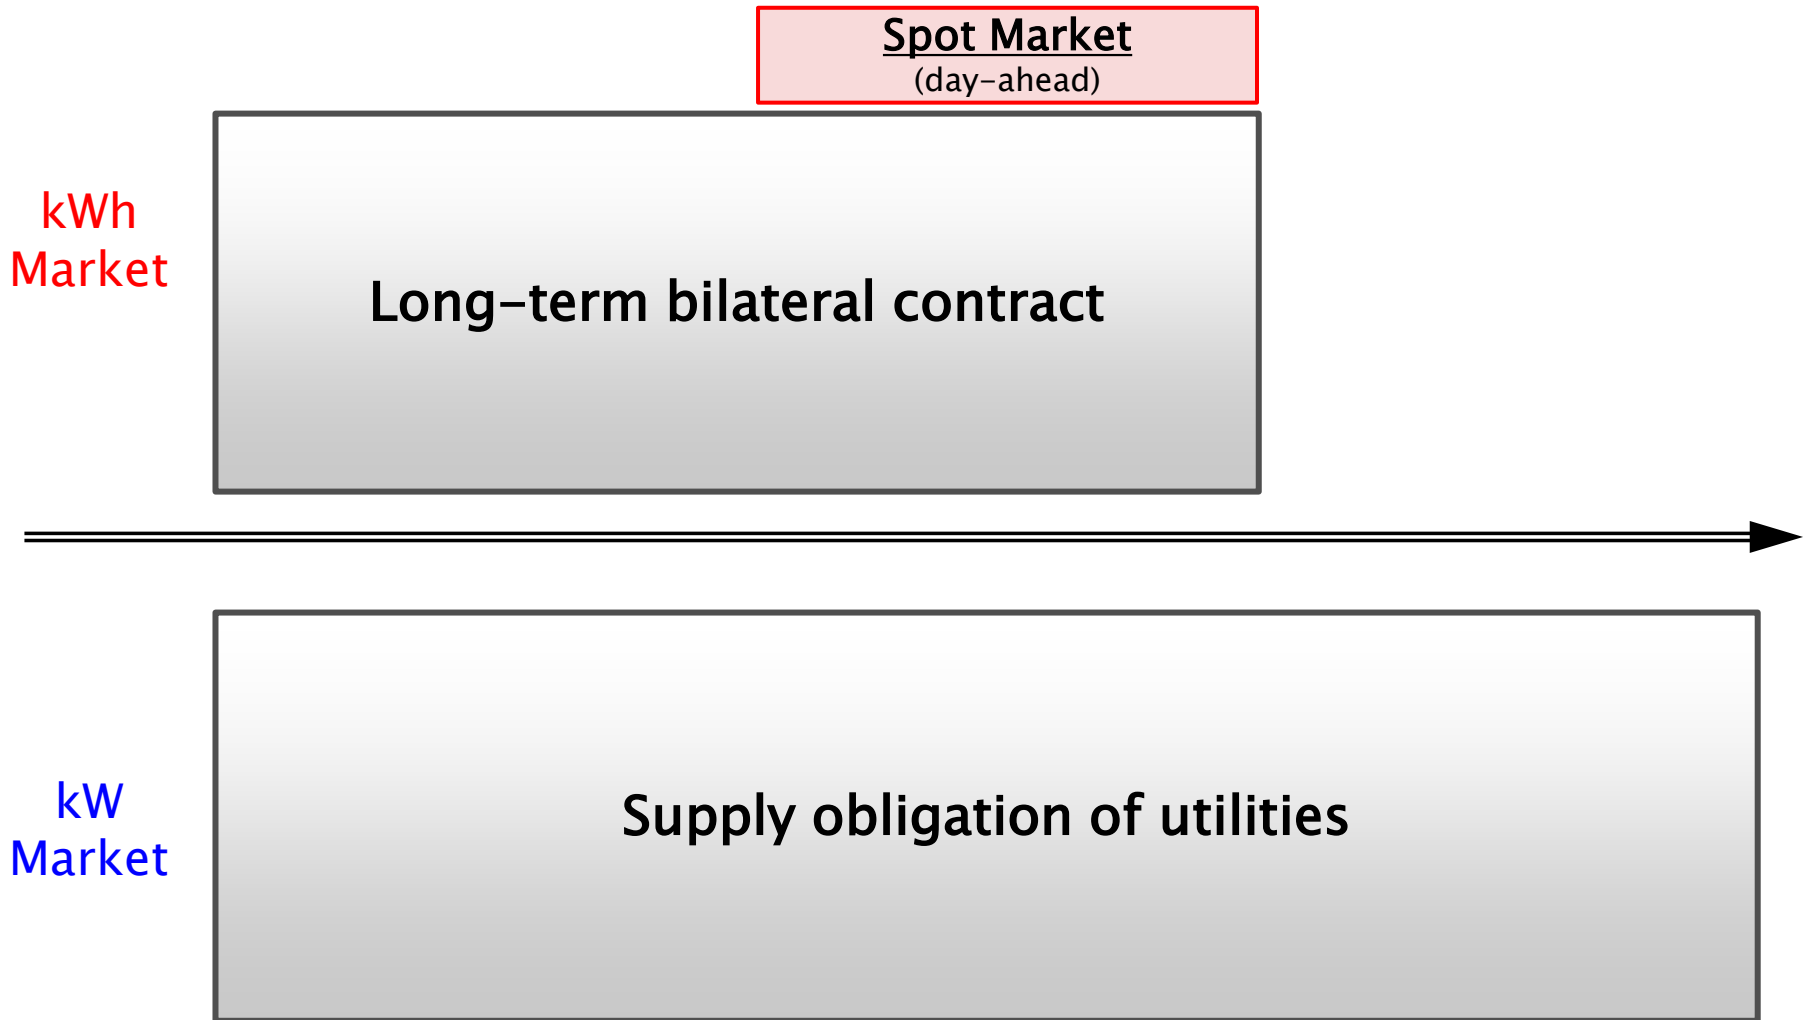 Spot Market
(day-ahead)
kWh
Market
Long-term bilateral contract
kW
Market
Supply obligation of utilities